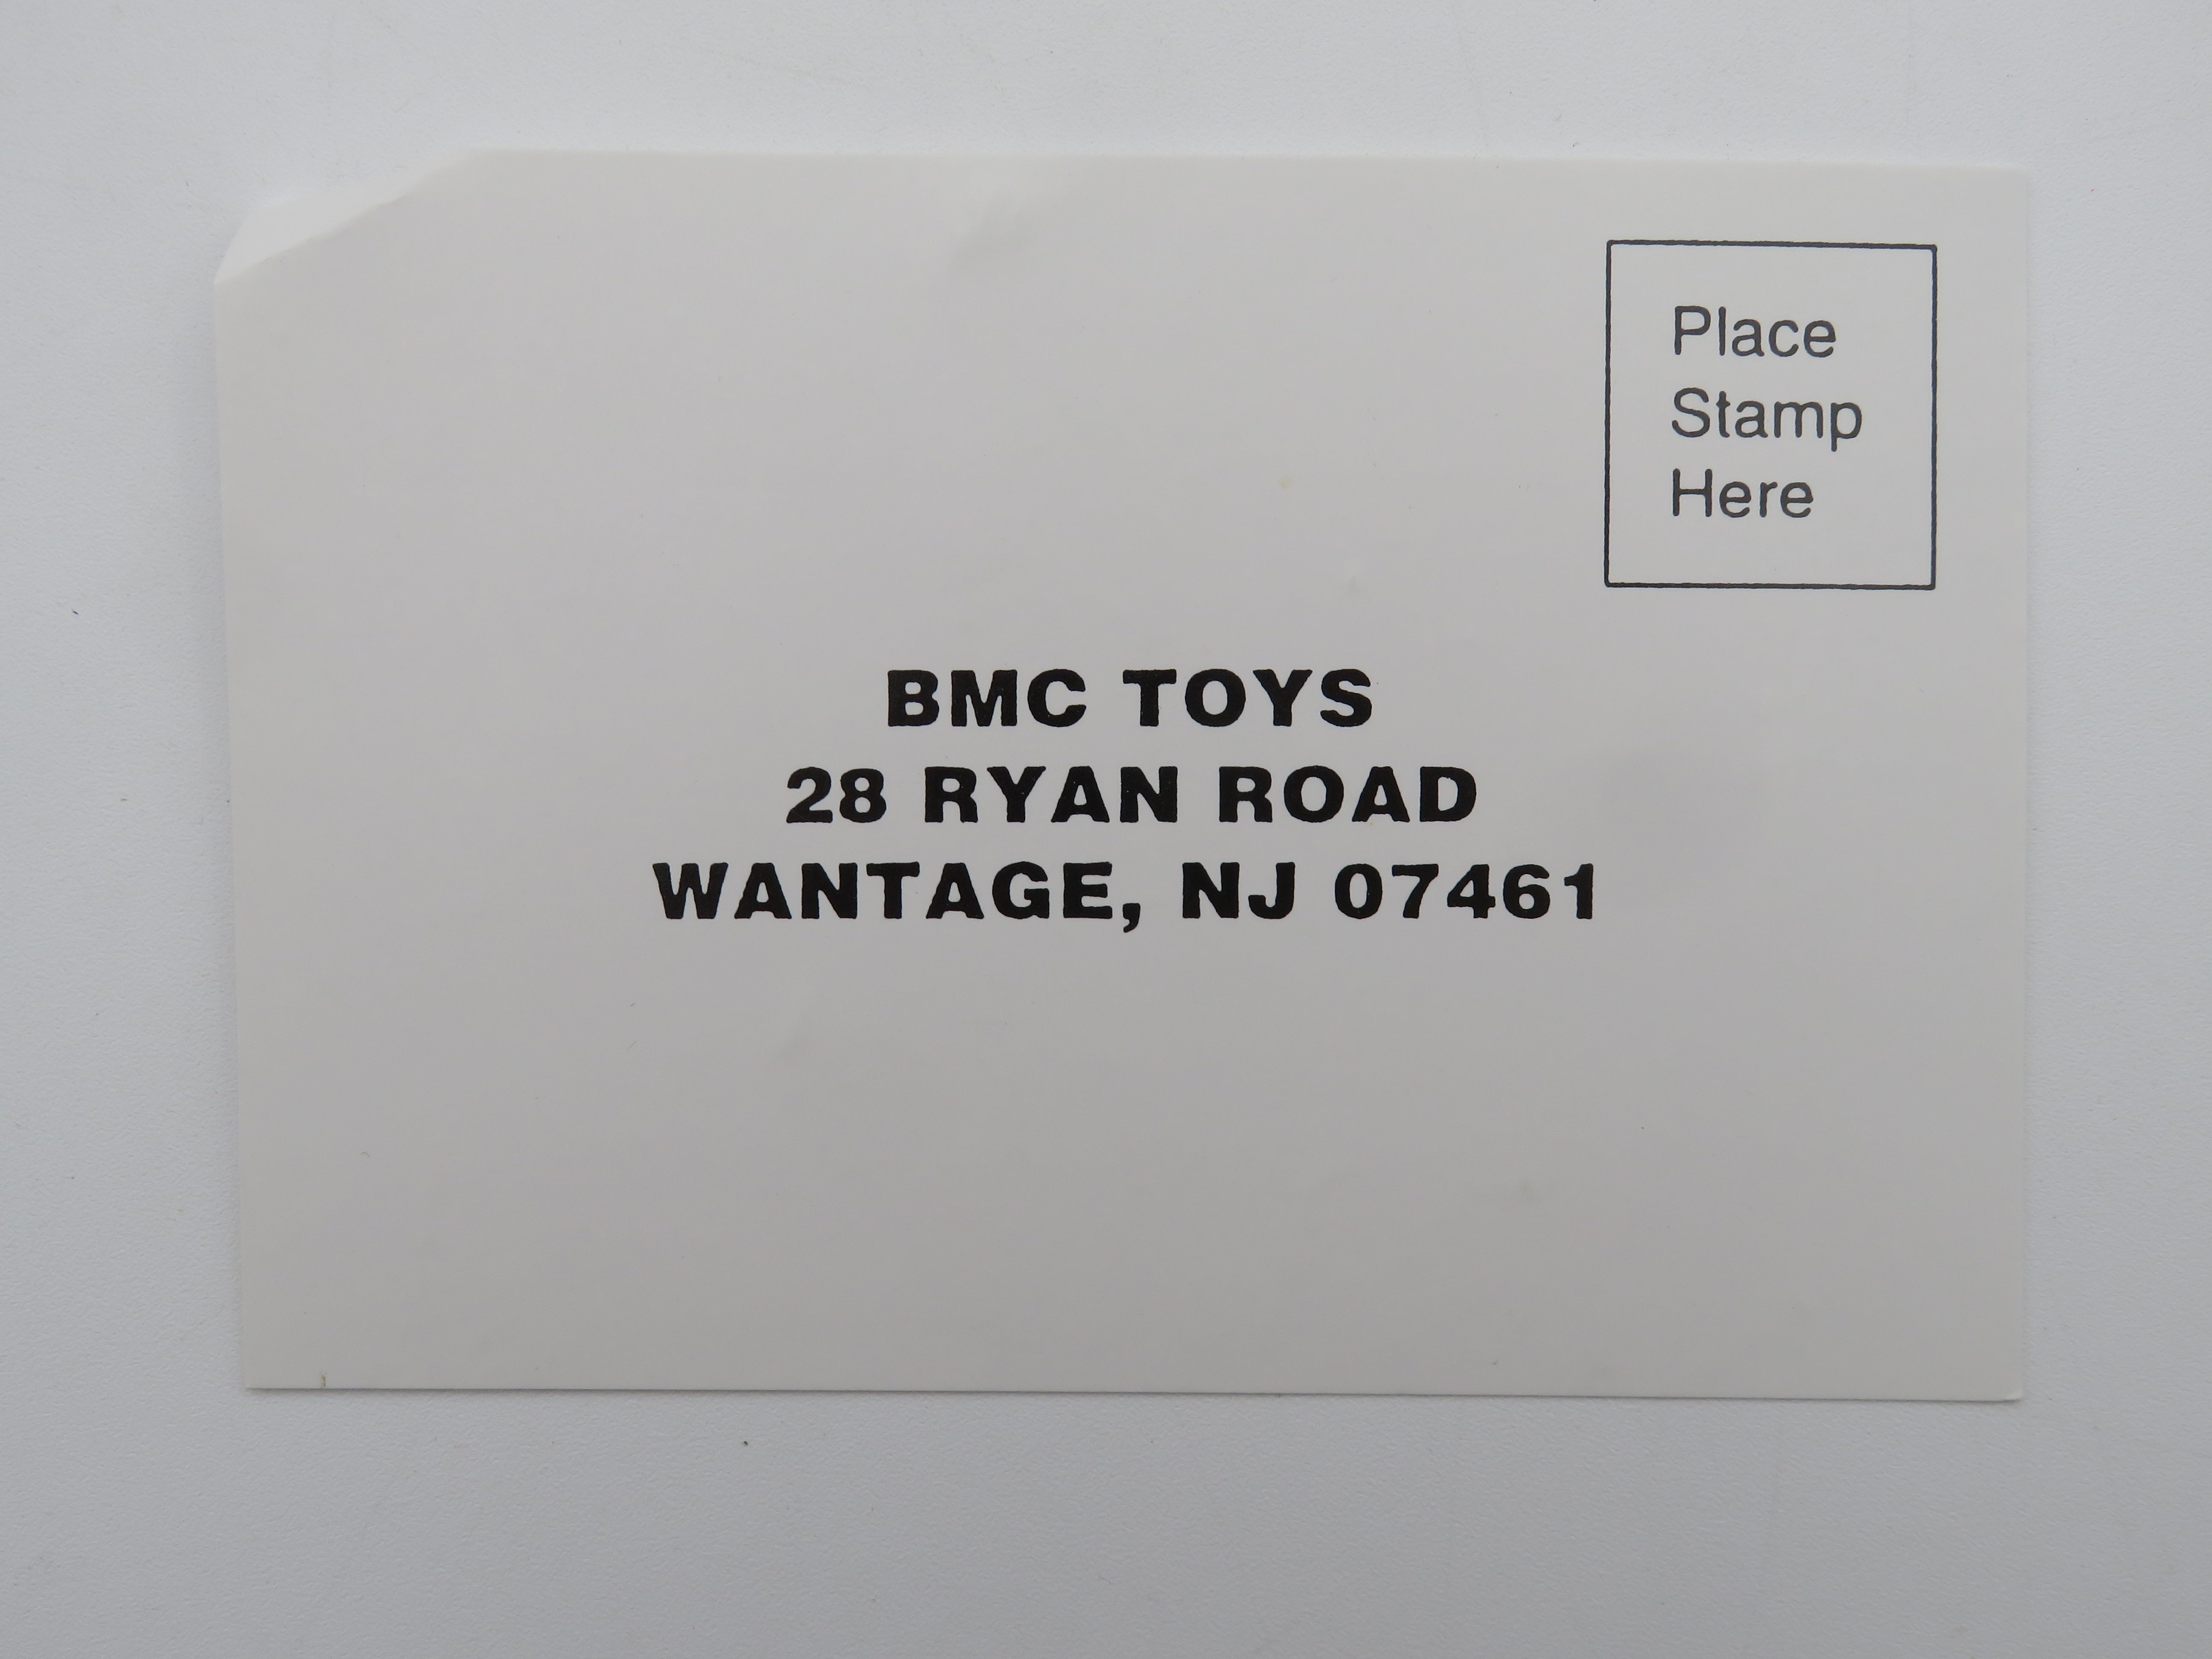 Place
Stamp
Here
BMC TOYS
28 RYAN ROAD
WANTAGE, NJ 07461